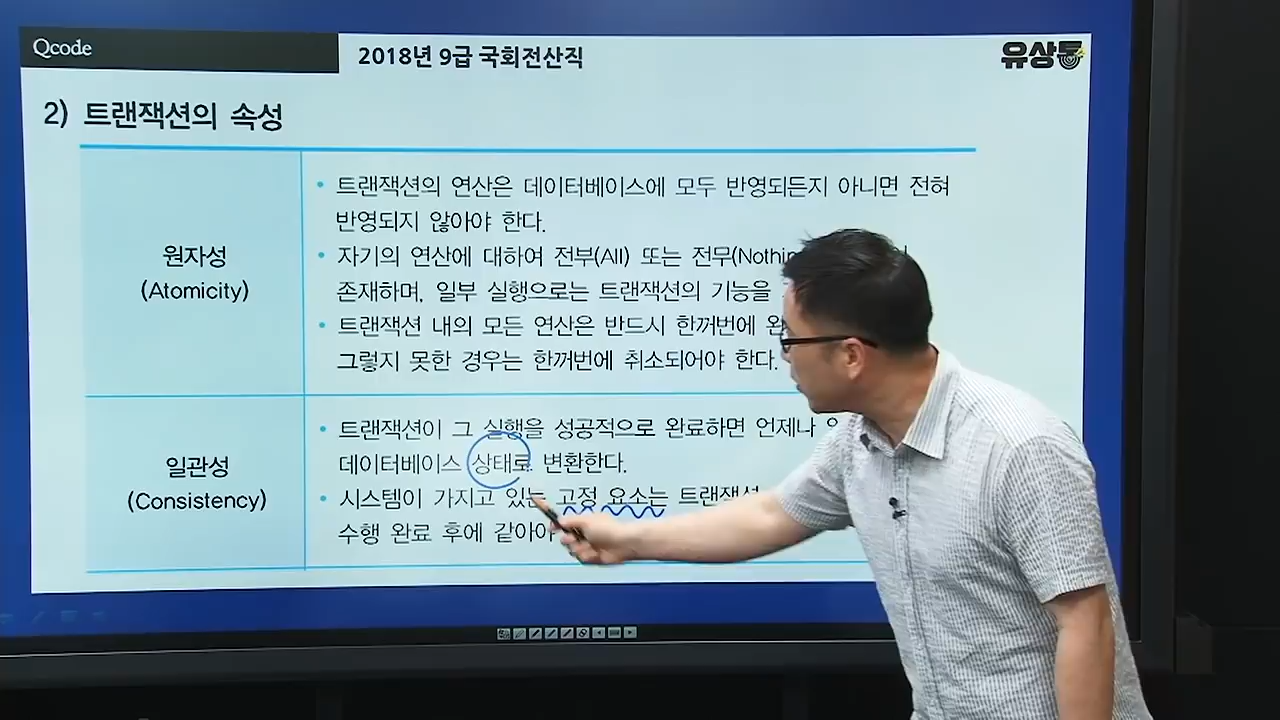 Qcode
2018년 9급 국회전산직
유상통
2) 트랜잭션의 속성
원자성
(Atomicity)
• 트랜잭션의 연산은 데이터베이스에 모두 반영되든지 아니면 전혀
반영되지 않아야 한다.
• 자기의 연산에 대하여 전부(All) 또는
존재하며, 일부 실행으로는 트랜잭션의 기능을
• 트랜잭션 내의 모든 연산은 반드시 한꺼번에
그렇지 못한 경우는 한꺼번에 취소되어야 한다.
일관성
(Consistency)
• 트랜잭션이 그 실행을 성공적으로 완료하면 언제나
데이터베이스 상태로 변환한다.
• 시스템이 가지고 있는 고정 요소는 트랜잭션
수행 완료 후에 같아야